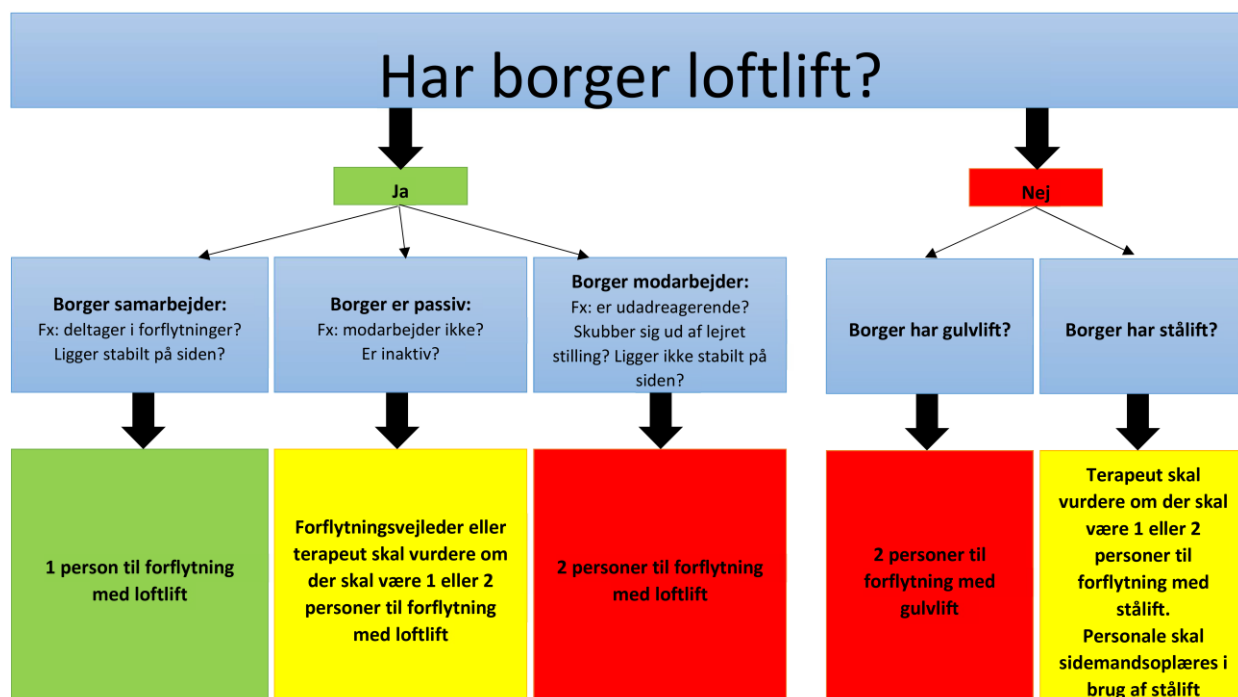 Har borger loftlift?
Ja
Nej
Borger samarbejder:
Fx: deltager i forflytninger?
Ligger stabilt på siden?
Borger er passiv:
Fx: modarbejder ikke?
Er inaktiv?
Borger modarbejder:
Fx: er udadreagerende?
Skubber sig ud af lejret
stilling? Ligger ikke stabilt på
siden?
Borger har gulvlift?
Borger har stålift?
1 person til forflytning
med loftlift
Forflytningsvejleder eller
terapeut skal vurdere om
der skal være 1 eller 2
personer til forflytning
med loftlift
2 personer til forflytning
med loftlift
2 personer til
forflytning med
gulvlift
Terapeut skal
vurdere om der skal
være 1 eller 2
personer til
forflytning med
stålift.
Personale skal
sidemandsoplæres i
brug af stålift